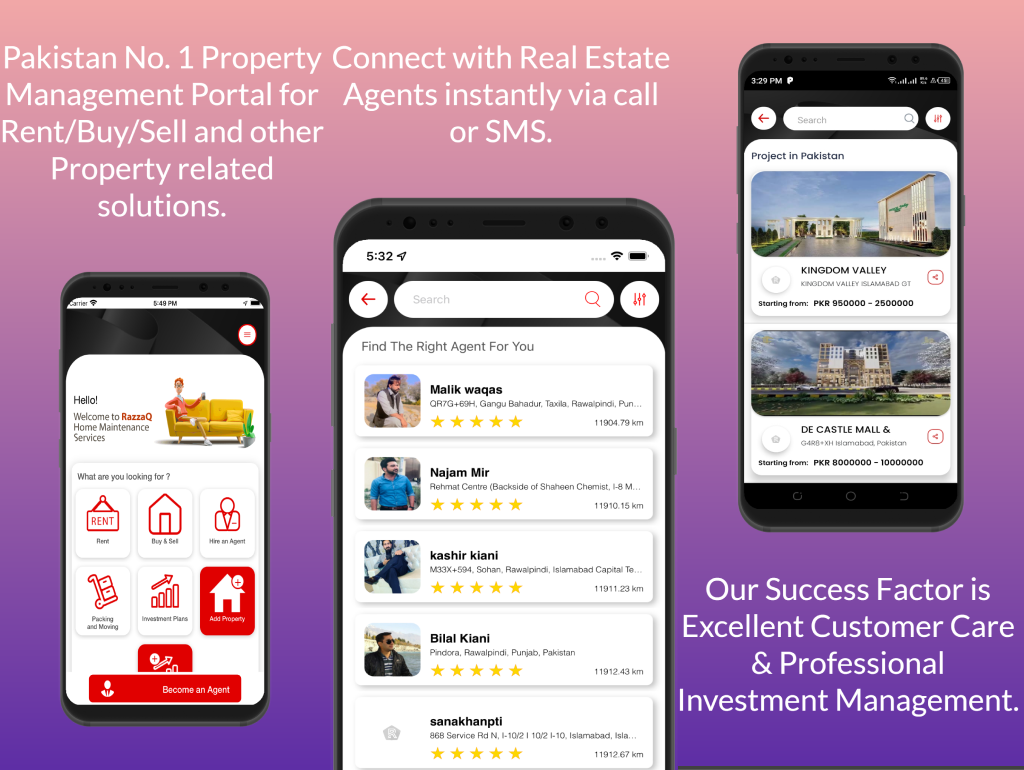 Pakistan No. 1 Property
Management Portal for
Rent/Buy/Sell and other
Property related
solutions.
Carrier
5:49 PM
Hello!
Welcome to RazzaQ
Home Maintenance
Services
What are you looking for ?
RENT
Rent
Buy & Sell
Hire an Agent
Packing
and Moving
Investment Plans
Add Property
Become an Agent
Connect with Real Estate
Agents instantly via call
or SMS.
5:32
Search
Find The Right Agent For You
Malik waqas
QR7G+69H, Gangu Bahadur, Taxila, Rawalpindi, Pun...
11904.79 km
Najam Mir
Rehmat Centre (Backside of Shaheen Chemist, I-8 M...
11910.15 km
kashir kiani
M33X+594, Sohan, Rawalpindi, Islamabad Capital Te...
11911.23 km
Bilal Kiani
Pindora, Rawalpindi, Punjab, Pakistan
11912.43 km
sanakhanpti
868 Service Rd N, I-10/2 I 10/2 I-10, Islamabad, Isla...
11912.67 km
3:29 PM
Search
Project in Pakistan
KINGDOM VALLEY
KINGDOM VALLEY ISLAMABAD GT
Starting from: PKR 950000 - 2500000
DE CASTLE MALL &
G4R8+XH Islamabad, Pakistan
Starting from: PKR 8000000 - 10000000
Our Success Factor is
Excellent Customer Care
& Professional
Investment Management.